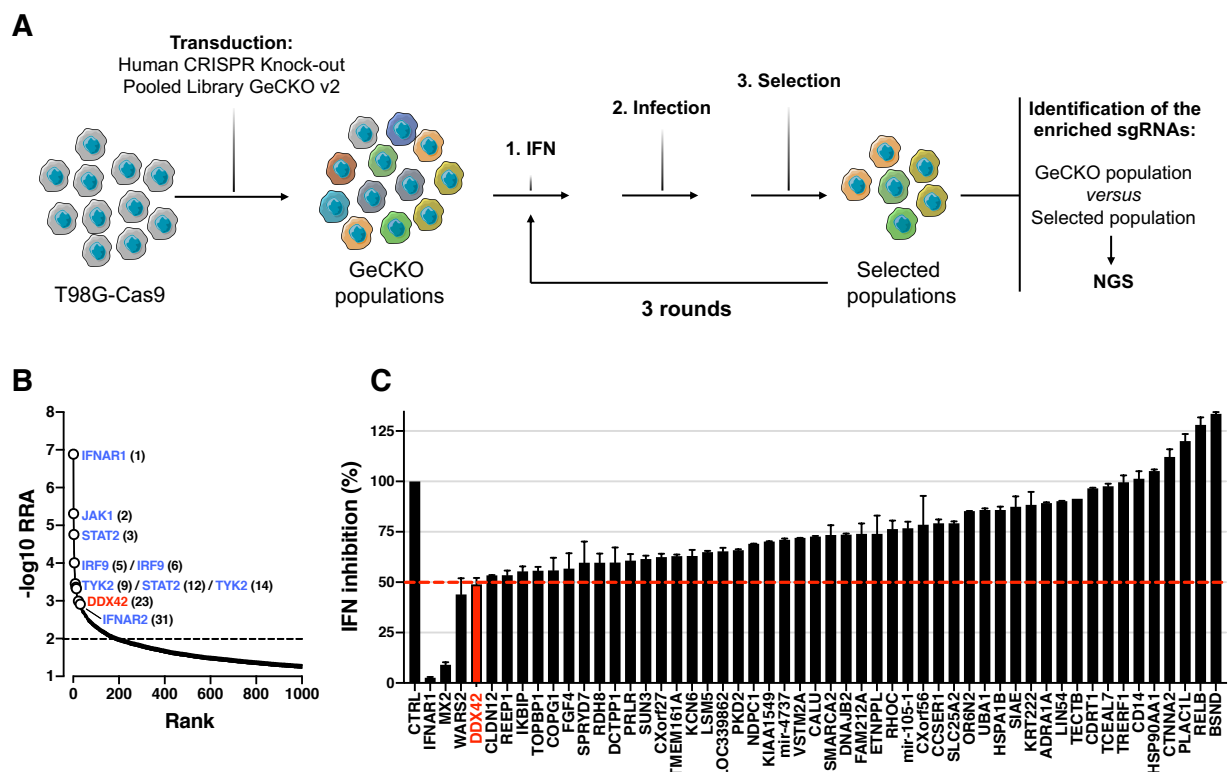 A
Transduction:
Human CRISPR Knock-out
Pooled Library GeCKO v2
T98G-Cas9
GeCKO
populations
1. IFN
2. Infection
3. Selection
3 rounds
Selected
populations
Identification of the
enriched sgRNAs:
GeCKO population
versus
Selected population
NGS
B
-log10 RRA
8
7
6
5
4
3
2
1
IFNAR1 (1)
JAK1 (2)
STAT2 (3)
IRF9 (5) / IRF9 (6)
TYK2 (9) / STAT2 (12) / TYK2 (14)
DDX42 (23)
IFNAR2 (31)
0 200 400 600 800 1000
Rank
C
IFN inhibition (%)
125
100
75
50
25
0
CTRL
IFNAR1
MX2
WARS2
DDX42
CLDN12
REEP1
IKBIP
TOPBP1
COPG1
FGF4
SPRYD7
RDH8
DCTPP1
PRLR
SUN3
CXorf27
TMEM161A
KCN6
LSM5
LOC339862
PKD2
NDPC1
KIAA1549
mir-4737
VSTM2A
CALU
SMARCA2
DNAJB2
FAM212A
ETNPPL
RHOC
mir-105-1
CXorf56
CCSER1
SLC25A2
OR6N2
UBA1
HSPA1B
SIAE
KRT222
ADRA1A
LIN54
TECTB
CDRT1
TCEAL7
TRERF1
CD14
HSP90AA1
CTNNA2
PLAC1L
RELB
BSND